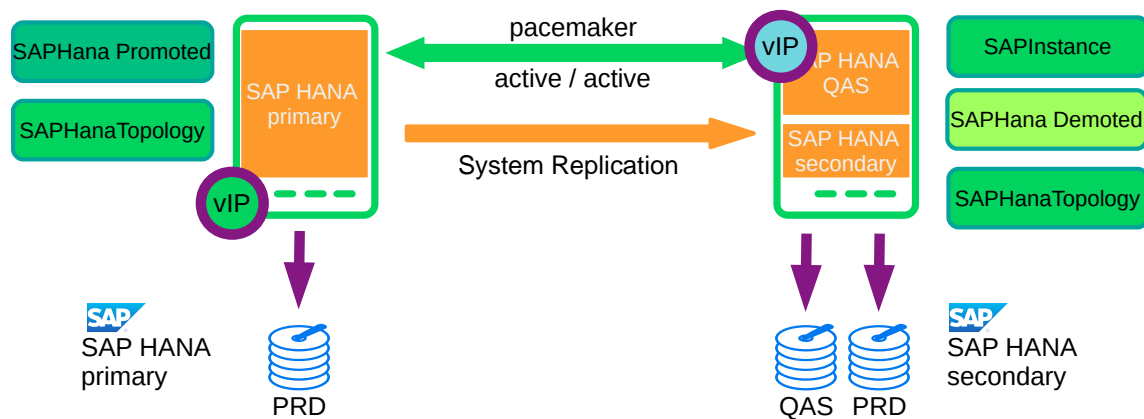 SAPHana Promoted
SAPHanaTopology
SAP HANA
primary
vIP
pacemaker
active / active
System Replication
vIP
SAP HANA
QAS
SAP HANA
secondary
SAPInstance
SAPHana Demoted
SAPHanaTopology
SAP
SAP HANA
primary
PRD
QAS
PRD
SAP
SAP HANA
secondary